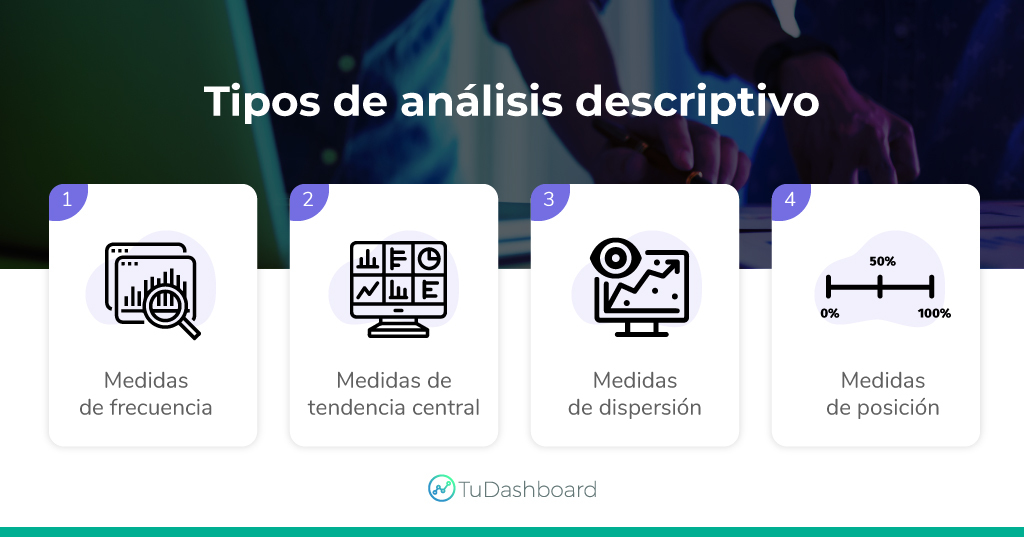 Tipos de análisis descriptivo
1
Medidas
de frecuencia
2
Medidas de
tendencia central
3
Medidas
de dispersión
4
50%
0%
100%
Medidas
de posición
TuDashboard